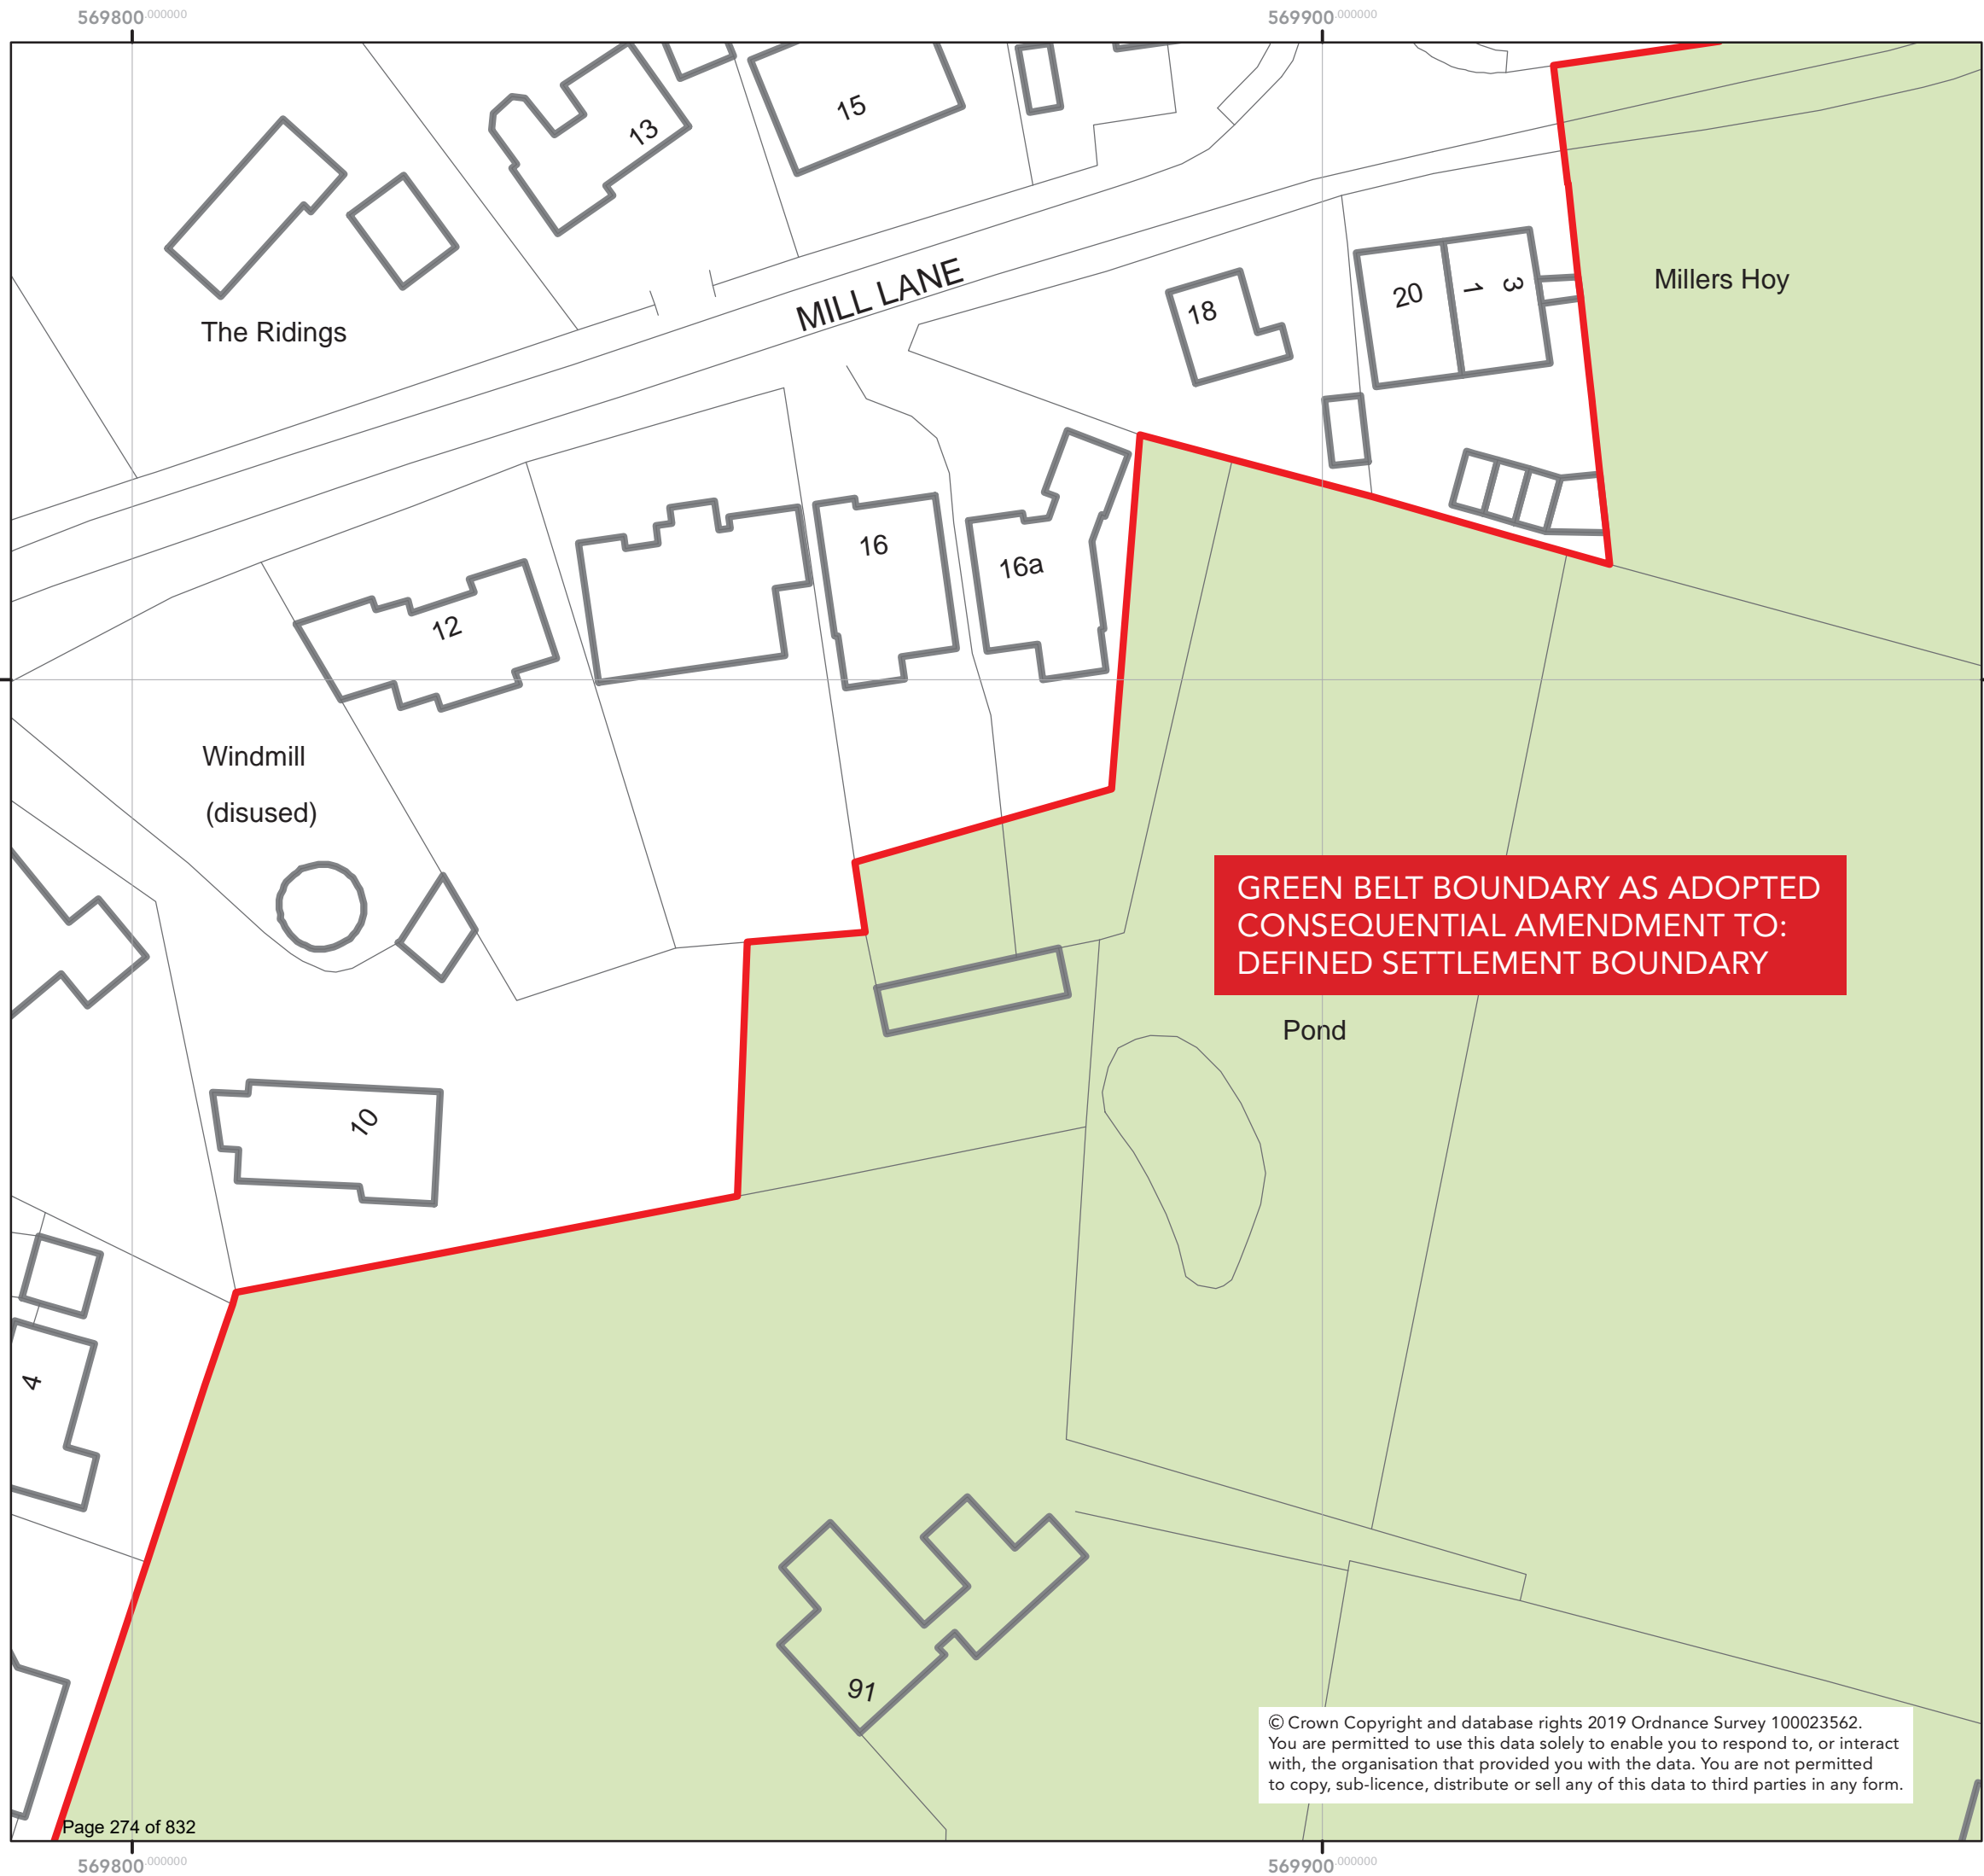 569800.000000
569900.000000
13
15
The Ridings
MILL LANE
18
20
1
3
Millers Hoy
12
16
16a
Windmill
(disused)
GREEN BELT BOUNDARY AS ADOPTED
CONSEQUENTIAL AMENDMENT TO:
DEFINED SETTLEMENT BOUNDARY
Pond
10
4
91
© Crown Copyright and database rights 2019 Ordnance Survey 100023562.
You are permitted to use this data solely to enable you to respond to, or interact
with, the organisation that provided you with the data. You are not permitted
to copy, sub-licence, distribute or sell any of this data to third parties in any form.
Page 274 of 832
569800.000000
569900.000000